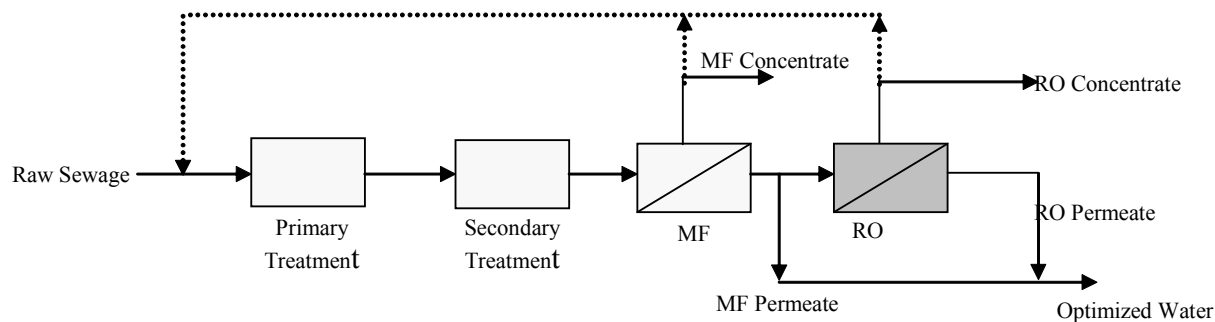 MF Concentrate
RO Concentrate
Raw Sewage
Primary
Treatment
Secondary
Treatment
MF
RO
RO Permeate
MF Permeate
Optimized Water